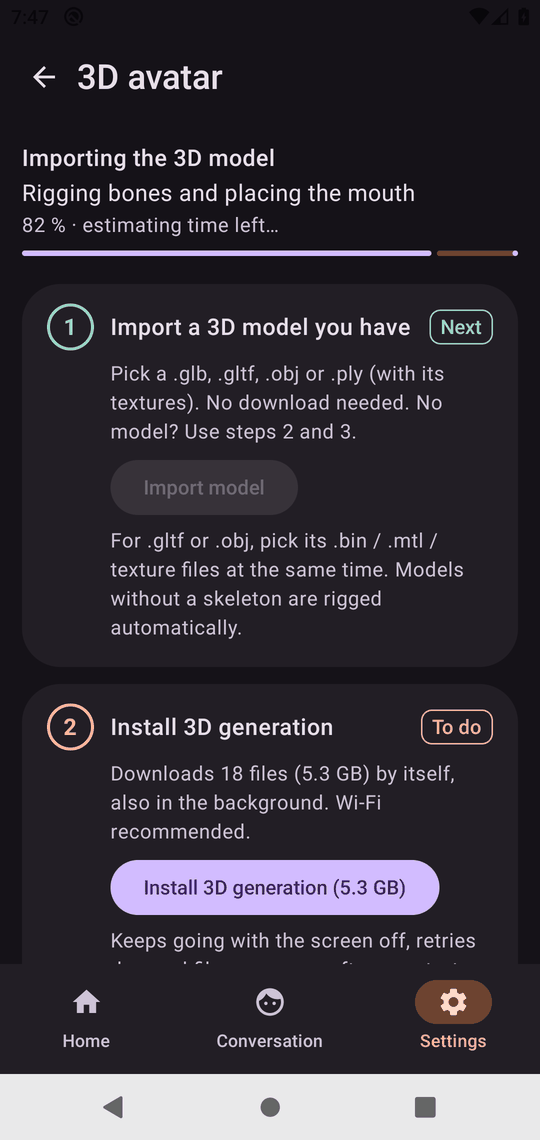 7:47
3D avatar
Importing the 3D model
Rigging bones and placing the mouth
82 % · estimating time left…
1
Import a 3D model you have
Next
Pick a .glb, .gltf, .obj or .ply (with its
textures). No download needed. No
model? Use steps 2 and 3.
Import model
For .gltf or .obj, pick its .bin / .mtl /
texture files at the same time. Models
without a skeleton are rigged
automatically.
2
Install 3D generation
To do
Downloads 18 files (5.3 GB) by itself,
also in the background. Wi-Fi
recommended.
Install 3D generation (5.3 GB)
Keeps going with the screen off, retries
Home
Conversation
Settings